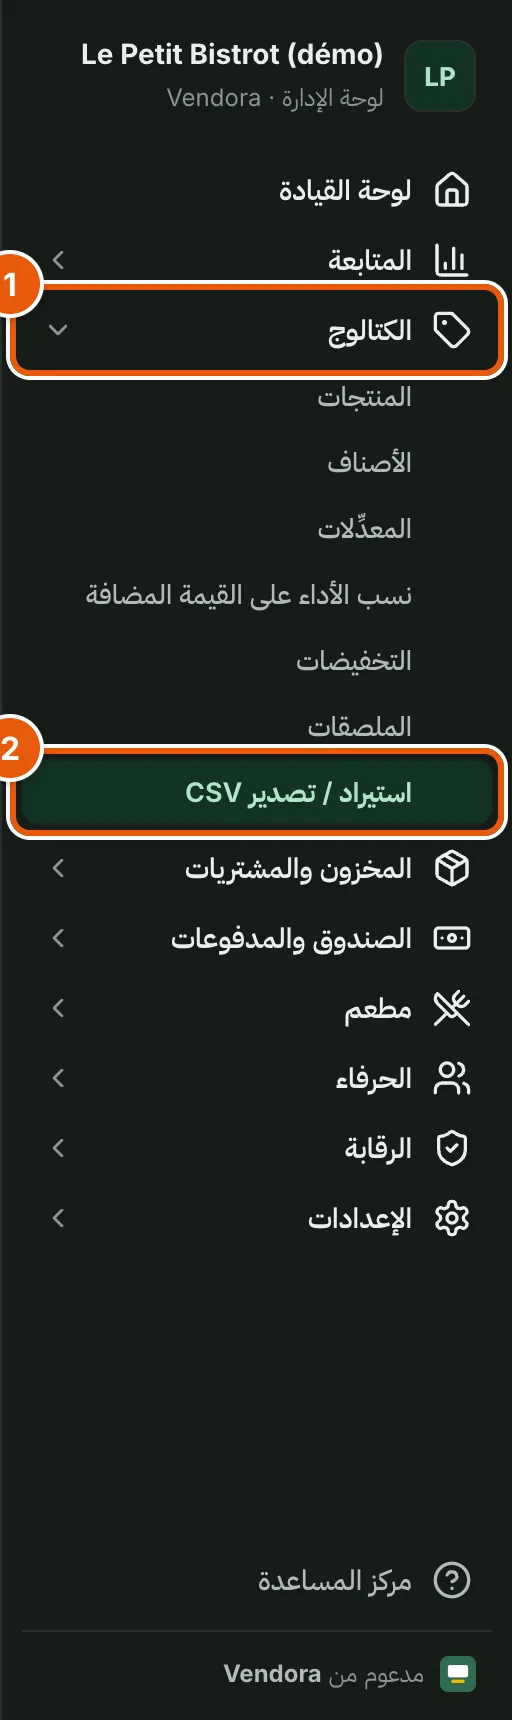 Le Petit Bistrot (démo)
LP
لوحة الإدارة · Vendora
لوحة القيادة
المتابعة
1
الكتالوج
المنتجات
الأصناف
المعدِّلات
نسب الأداء على القيمة المضافة
التخفيضات
الملصقات
2
استيراد / تصدير CSV
المخزون والمشتريات
الصندوق والمدفوعات
مطعم
الحرفاء
الرقابة
الإعدادات
مركز المساعدة
مدعوم من Vendora